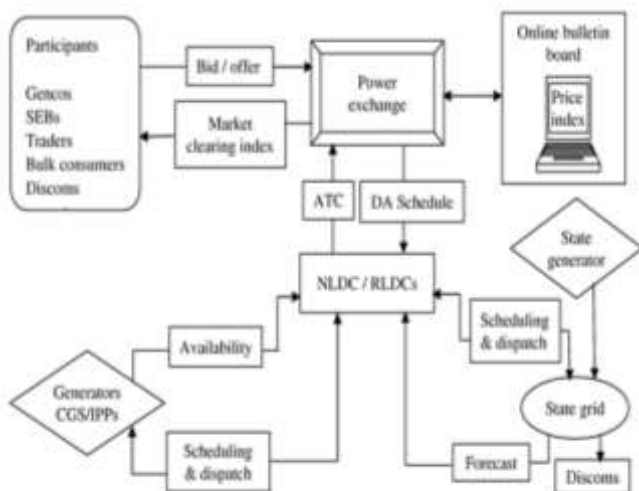 Participants
Gencos
SEBs
Traders
Bulk consumers
Discoms
Bid / offer
Market
clearing index
Power
exchange
Online bulletin
board
Price
index
ATC
DA Schedule
NLDC / RLDCs
State
generator
Availability
Scheduling
& dispatch
Generators
CGS/IPPs
State grid
Scheduling
& dispatch
Forecast
Discoms